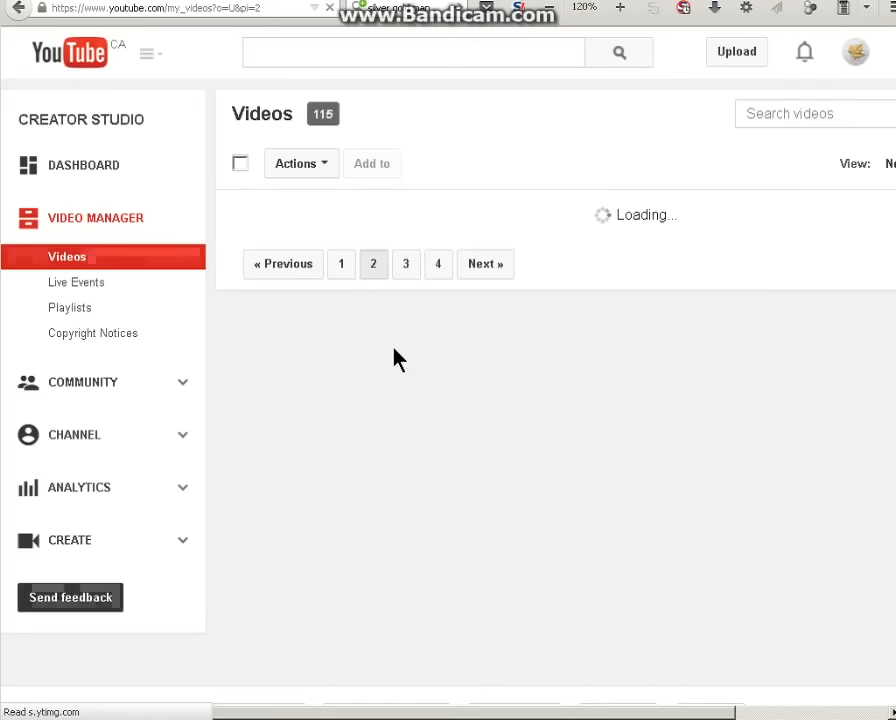 https://www.youtube.com/my_videos?o=U&pi=2
www.Bandicam.com
120%
YouTube CA
Upload
CREATOR STUDIO
DASHBOARD
VIDEO MANAGER
Videos
Live Events
Playlists
Copyright Notices
COMMUNITY
CHANNEL
ANALYTICS
CREATE
Send feedback
Videos 115
Search videos
Actions
Add to
View:
Loading...
« Previous 1 2 3 4 Next »
Read s.ytimg.com